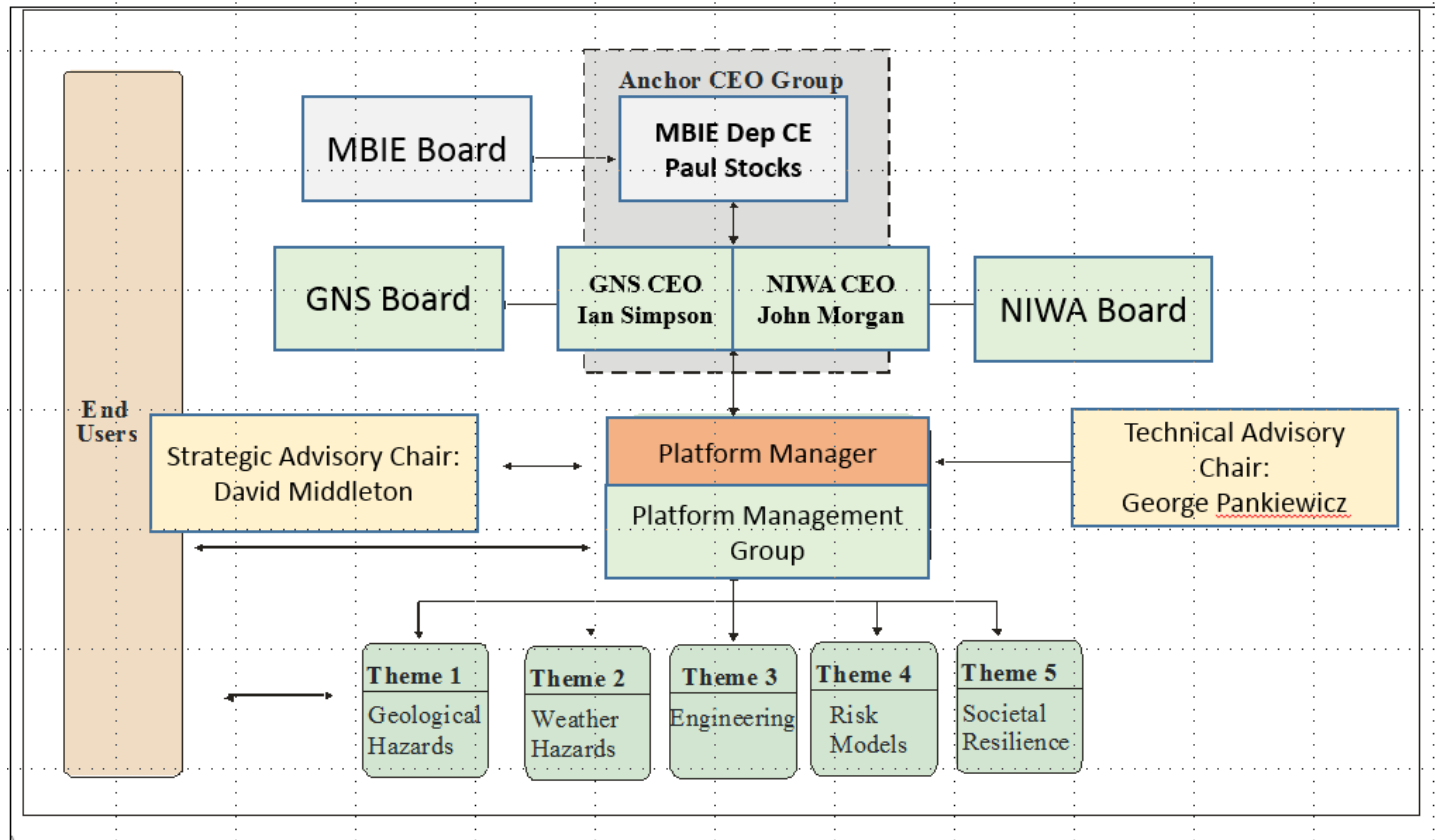 Anchor CEO Group
MBIE Board
MBIE Dep CE
Paul Stocks
GNS Board
GNS CEO
Ian Simpson
NIWA CEO
John Morgan
NIWA Board
End
Users
Strategic Advisory Chair:
David Middleton
Platform Manager
Platform Management
Group
Technical Advisory
Chair:
George Pankiewicz
Theme 1
Geological
Hazards
Theme 2
Weather
Hazards
Theme 3
Engineering
Theme 4
Risk
Models
Theme 5
Societal
Resilience